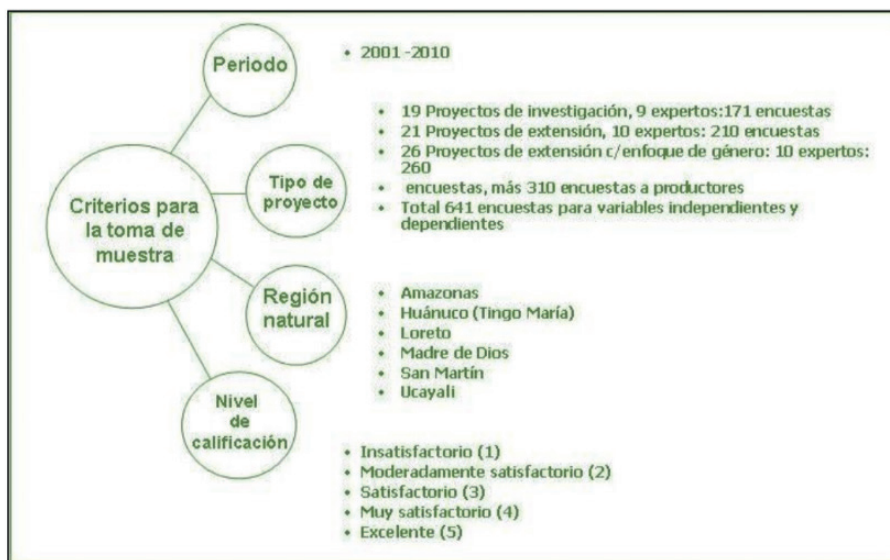 Periodo
• 2001 -2010
Criterios para
la toma de
muestra
Tipo de
proyecto
• 19 Proyectos de investigación, 9 expertos:171 encuestas
• 21 Proyectos de extensión, 10 expertos: 210 encuestas
• 26 Proyectos de extensión c/enfoque de género: 10 expertos:
260
• encuestas, más 310 encuestas a productores
• Total 641 encuestas para variables independientes y
dependientes
Región
natural
• Amazonas
• Huánuco (Tingo María)
• Loreto
• Madre de Dios
• San Martín
• Ucayali
Nivel
de
calificación
• Insatisfactorio (1)
• Moderadamente satisfactorio (2)
• Satisfactorio (3)
• Muy satisfactorio (4)
• Excelente (5)